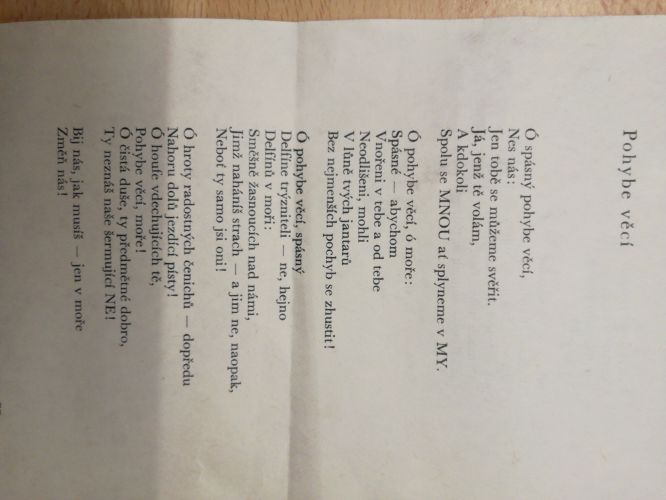 Pohybe věcí
Ó spásný pohybe věcí,
Nes nás:
Jen tobě se můžeme svěřit.
Já, jenž tě volám,
A kdokoli
Spolu se MNOU ať splyneme v MY.
Ó pohybe věcí, ó moře:
Spásné — abychom
Vnořeni v tebe a od tebe
Neodlišeni, mohli
V lůně tvých jantarů
Bez nejmenších pochyb se zhustit!
Ó pohybe věcí, spásný
Delfíne trýzniteli — ne, hejno
Delfínů v moři:
Směšně žasnoucích nad námi,
Jimž naháníš strach — a jim ne, naopak,
Neboť ty samo jsi oni!
Ó hroty radostných čenichů — dopředu
Nahoru dolů jezdící písty!
Ó houfe vdechujících tě,
Pohybe věcí, moře!
Ó čistá duše, ty předmětné dobro,
Ty neznáš naše šermující NE!
Bij nás, jak musíš — jen v moře
Změň nás!